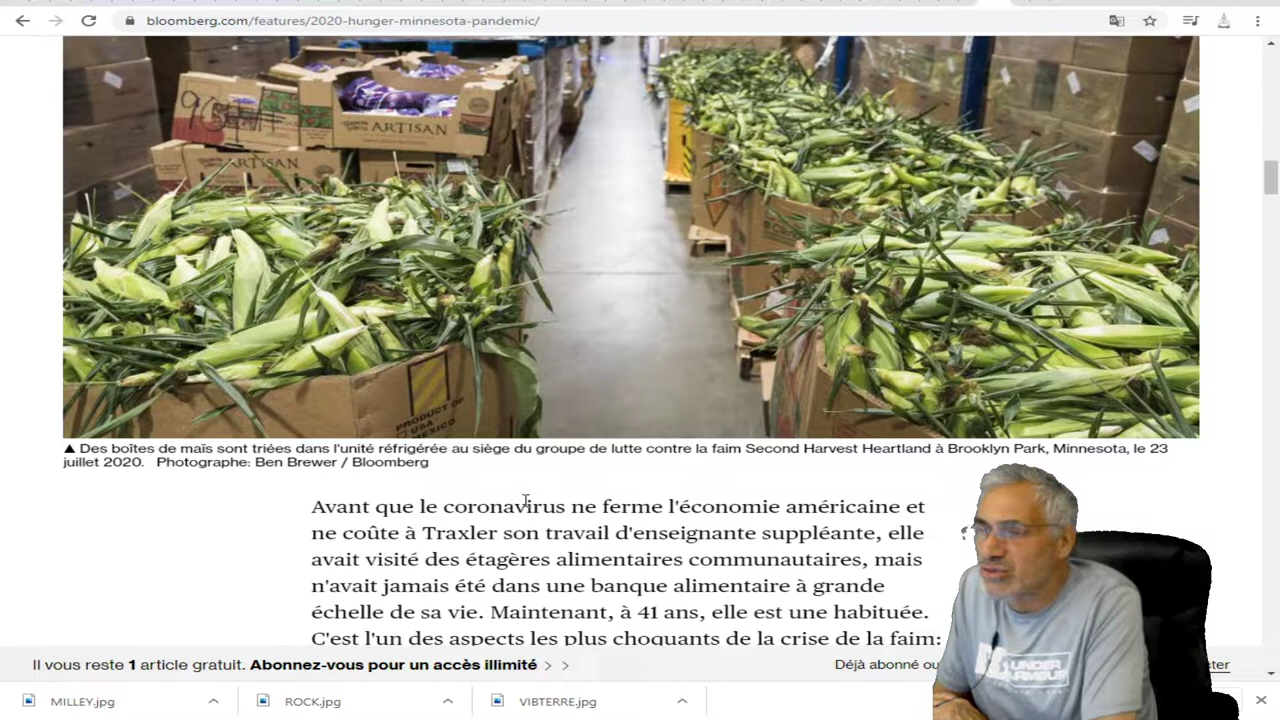 bloomberg.com/features/2020-hunger-minnesota-pandemic/
ARTISAN
ARTISAN
PRODUCT OF
USA
MEXICO
▲ Des boîtes de maïs sont triées dans l'unité réfrigérée au siège du groupe de lutte contre la faim Second Harvest Heartland à Brooklyn Park, Minnesota, le 23
juillet 2020. Photographe: Ben Brewer / Bloomberg
Avant que le coronavirus ne ferme l'économie américaine et
ne coûte à Traxler son travail d'enseignante suppléante, elle
avait visité des étagères alimentaires communautaires, mais
n'avait jamais été dans une banque alimentaire à grande
échelle de sa vie. Maintenant, à 41 ans, elle est une habituée.
C'est l'un des aspects les plus choquants de la crise de la faim:
Il vous reste 1 article gratuit. Abonnez-vous pour un accès illimité
Déjà abonné ou
UNDER
ARMOUR
MILLEY.jpg
ROCK.jpg
VIBTERRE.jpg